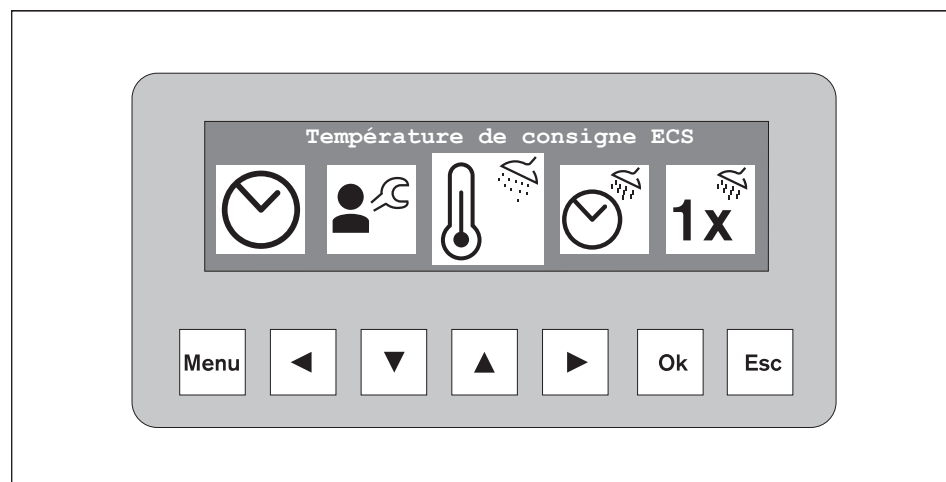 Température de consigne ECS
1x
Menu ◄ ▼ ▲ ► Ok Esc